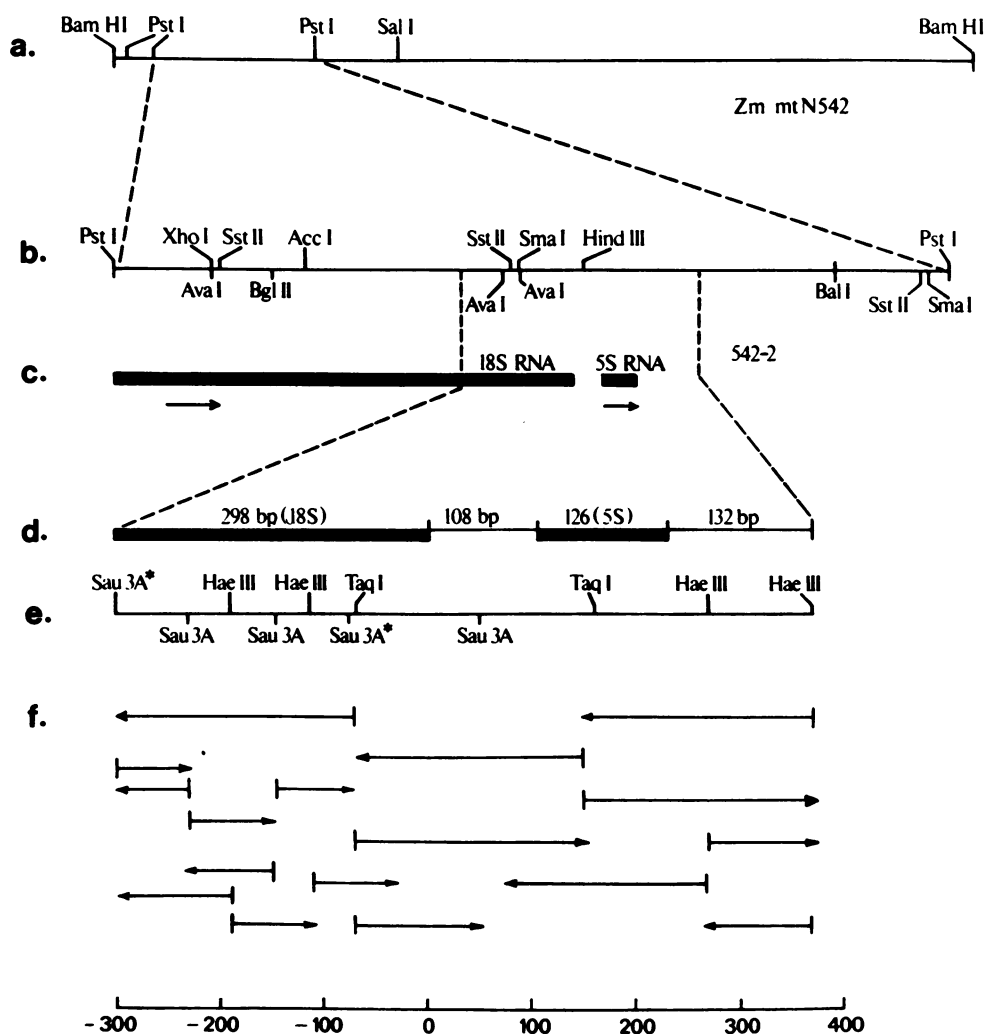 a.
Bam HI Pst I Pst I Sal I Bam HI
Zm mtN542
b.
Pst I Xho I Sst II Acc I Sst II Sma I Hind III Pst I
Ava I Bgl II Ava I Ava I Bal I Sst II Sma I
c.
18S RNA 5S RNA 542-2
d.
298 bp (18S) 108 bp 126 (5S) 132 bp
e.
Sau 3A* Hae III Hae III Taq I Taq I Hae III Hae III
Sau 3A Sau 3A Sau 3A* Sau 3A
f.
-300 -200 -100 0 100 200 300 400